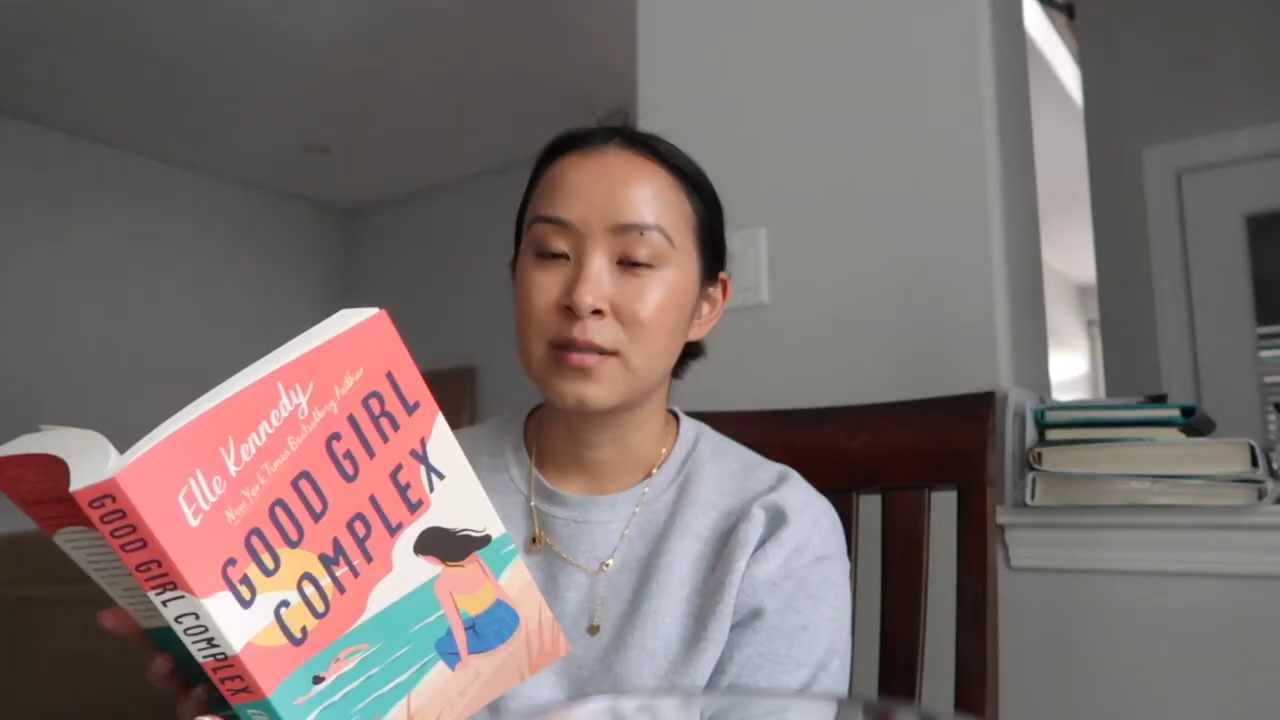 Elle Kennedy
New York Times Bestselling Author
GOOD GIRL
COMPLEX
GOOD GIRL COMPLEX